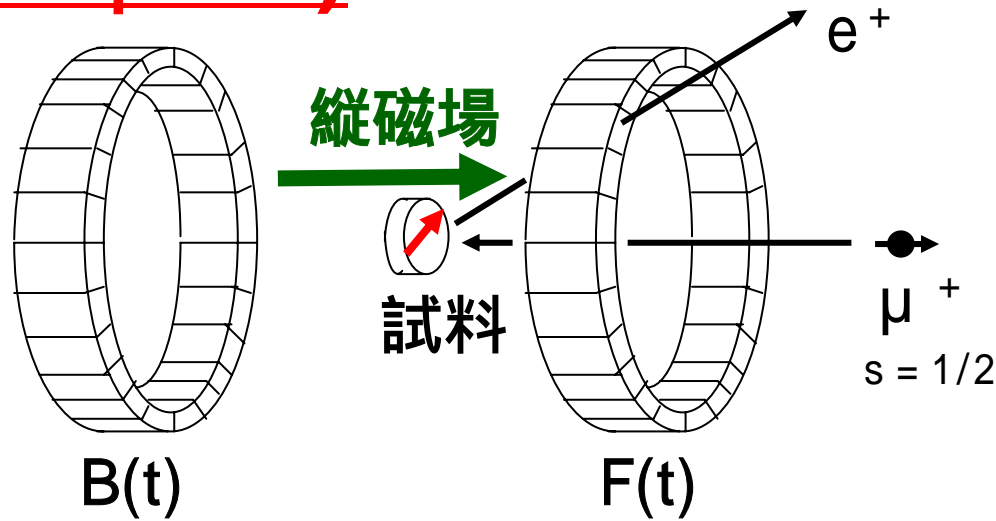 e⁺
縦磁場
試料
μ⁺
s = 1/2
B(t)
F(t)